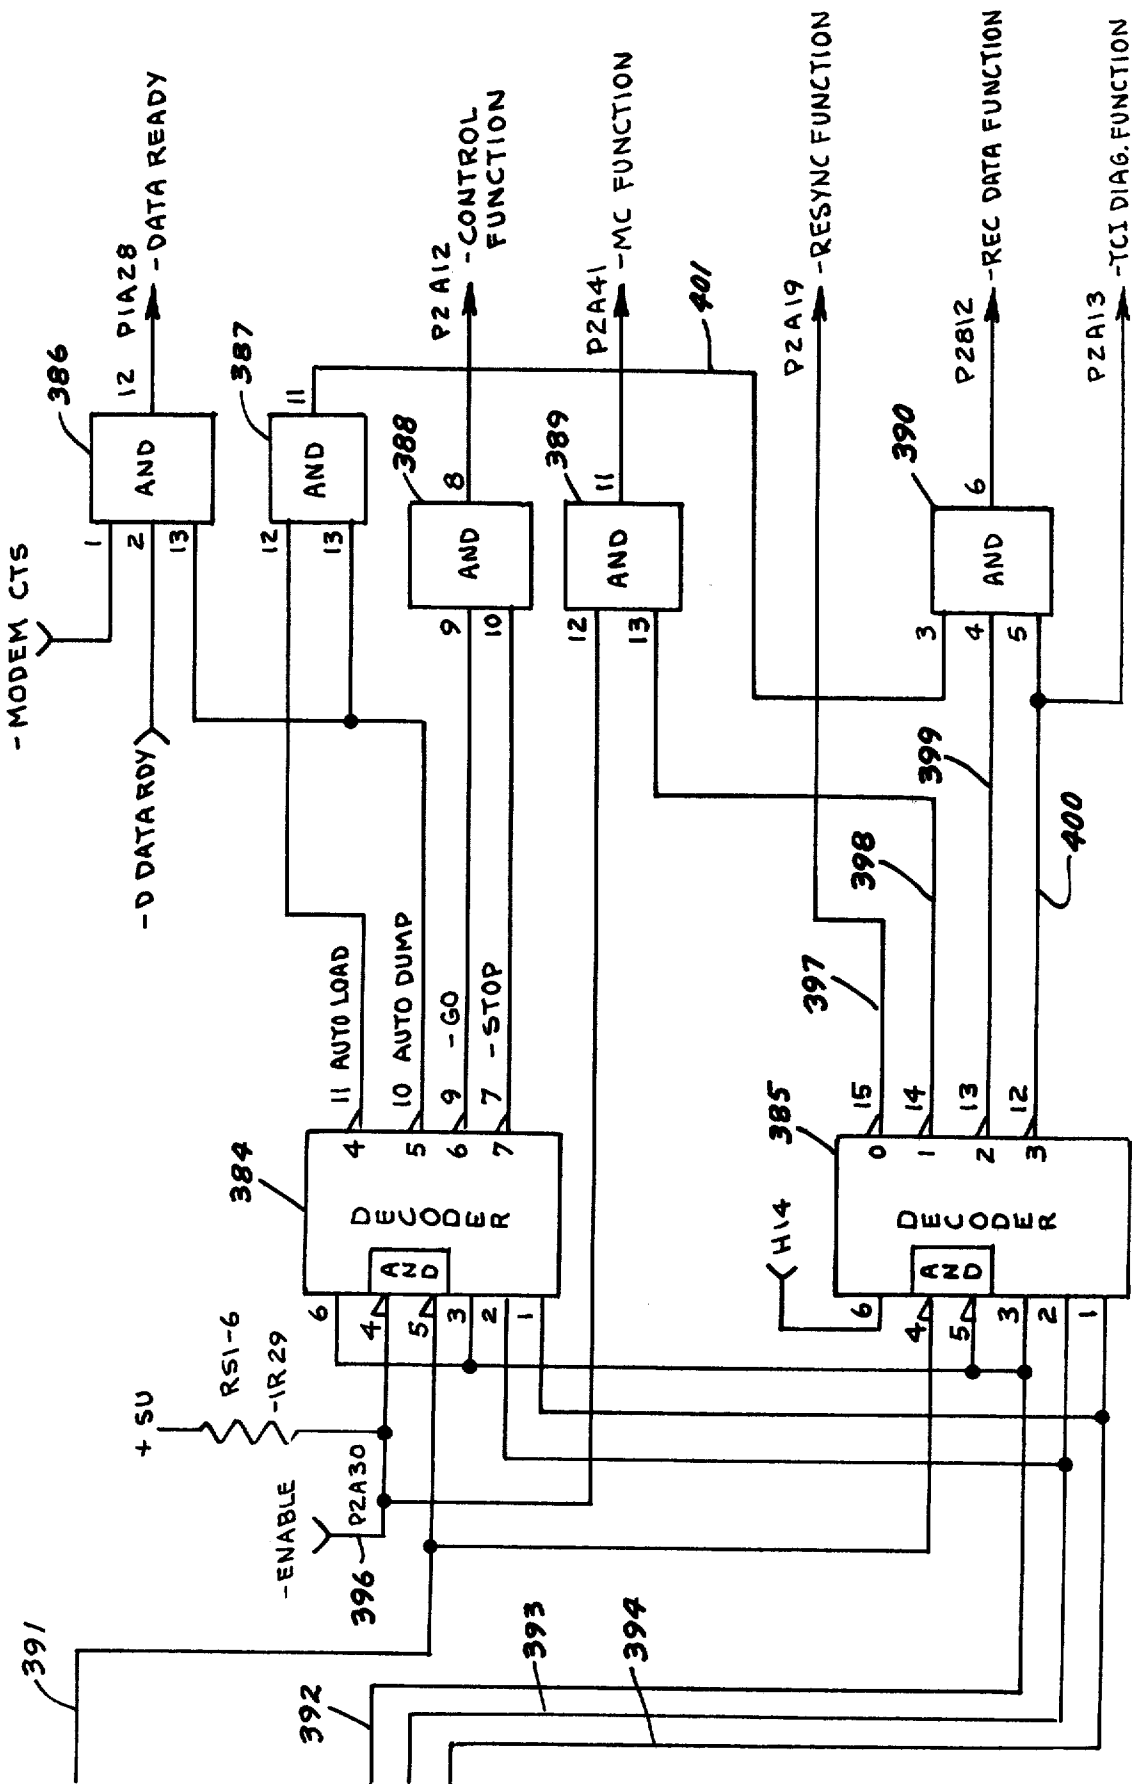 -MODEM CTS
-D DATA RDY
1
2
13
AND
386
12
P1A28
-DATA READY
12
13
AND
387
11
9
10
AND
388
8
P2A12
-CONTROL
FUNCTION
12
13
AND
389
11
P2A41
-MC FUNCTION
401
P2A19
-RESYNC FUNCTION
3
4
5
AND
390
6
P2B12
-REC DATA FUNCTION
P2A13
-TCI DIAG. FUNCTION
391
392
393
394
396
-ENABLE
P2A30
+5V
RS1-6
-1R29
6
4
5
3
2
1
AND
DECODER
384
4
5
6
7
11 AUTO LOAD
10 AUTO DUMP
9 -GO
7 -STOP
H14
6
4
5
3
2
1
AND
DECODER
385
0
1
2
3
15
14
13
12
397
398
399
400